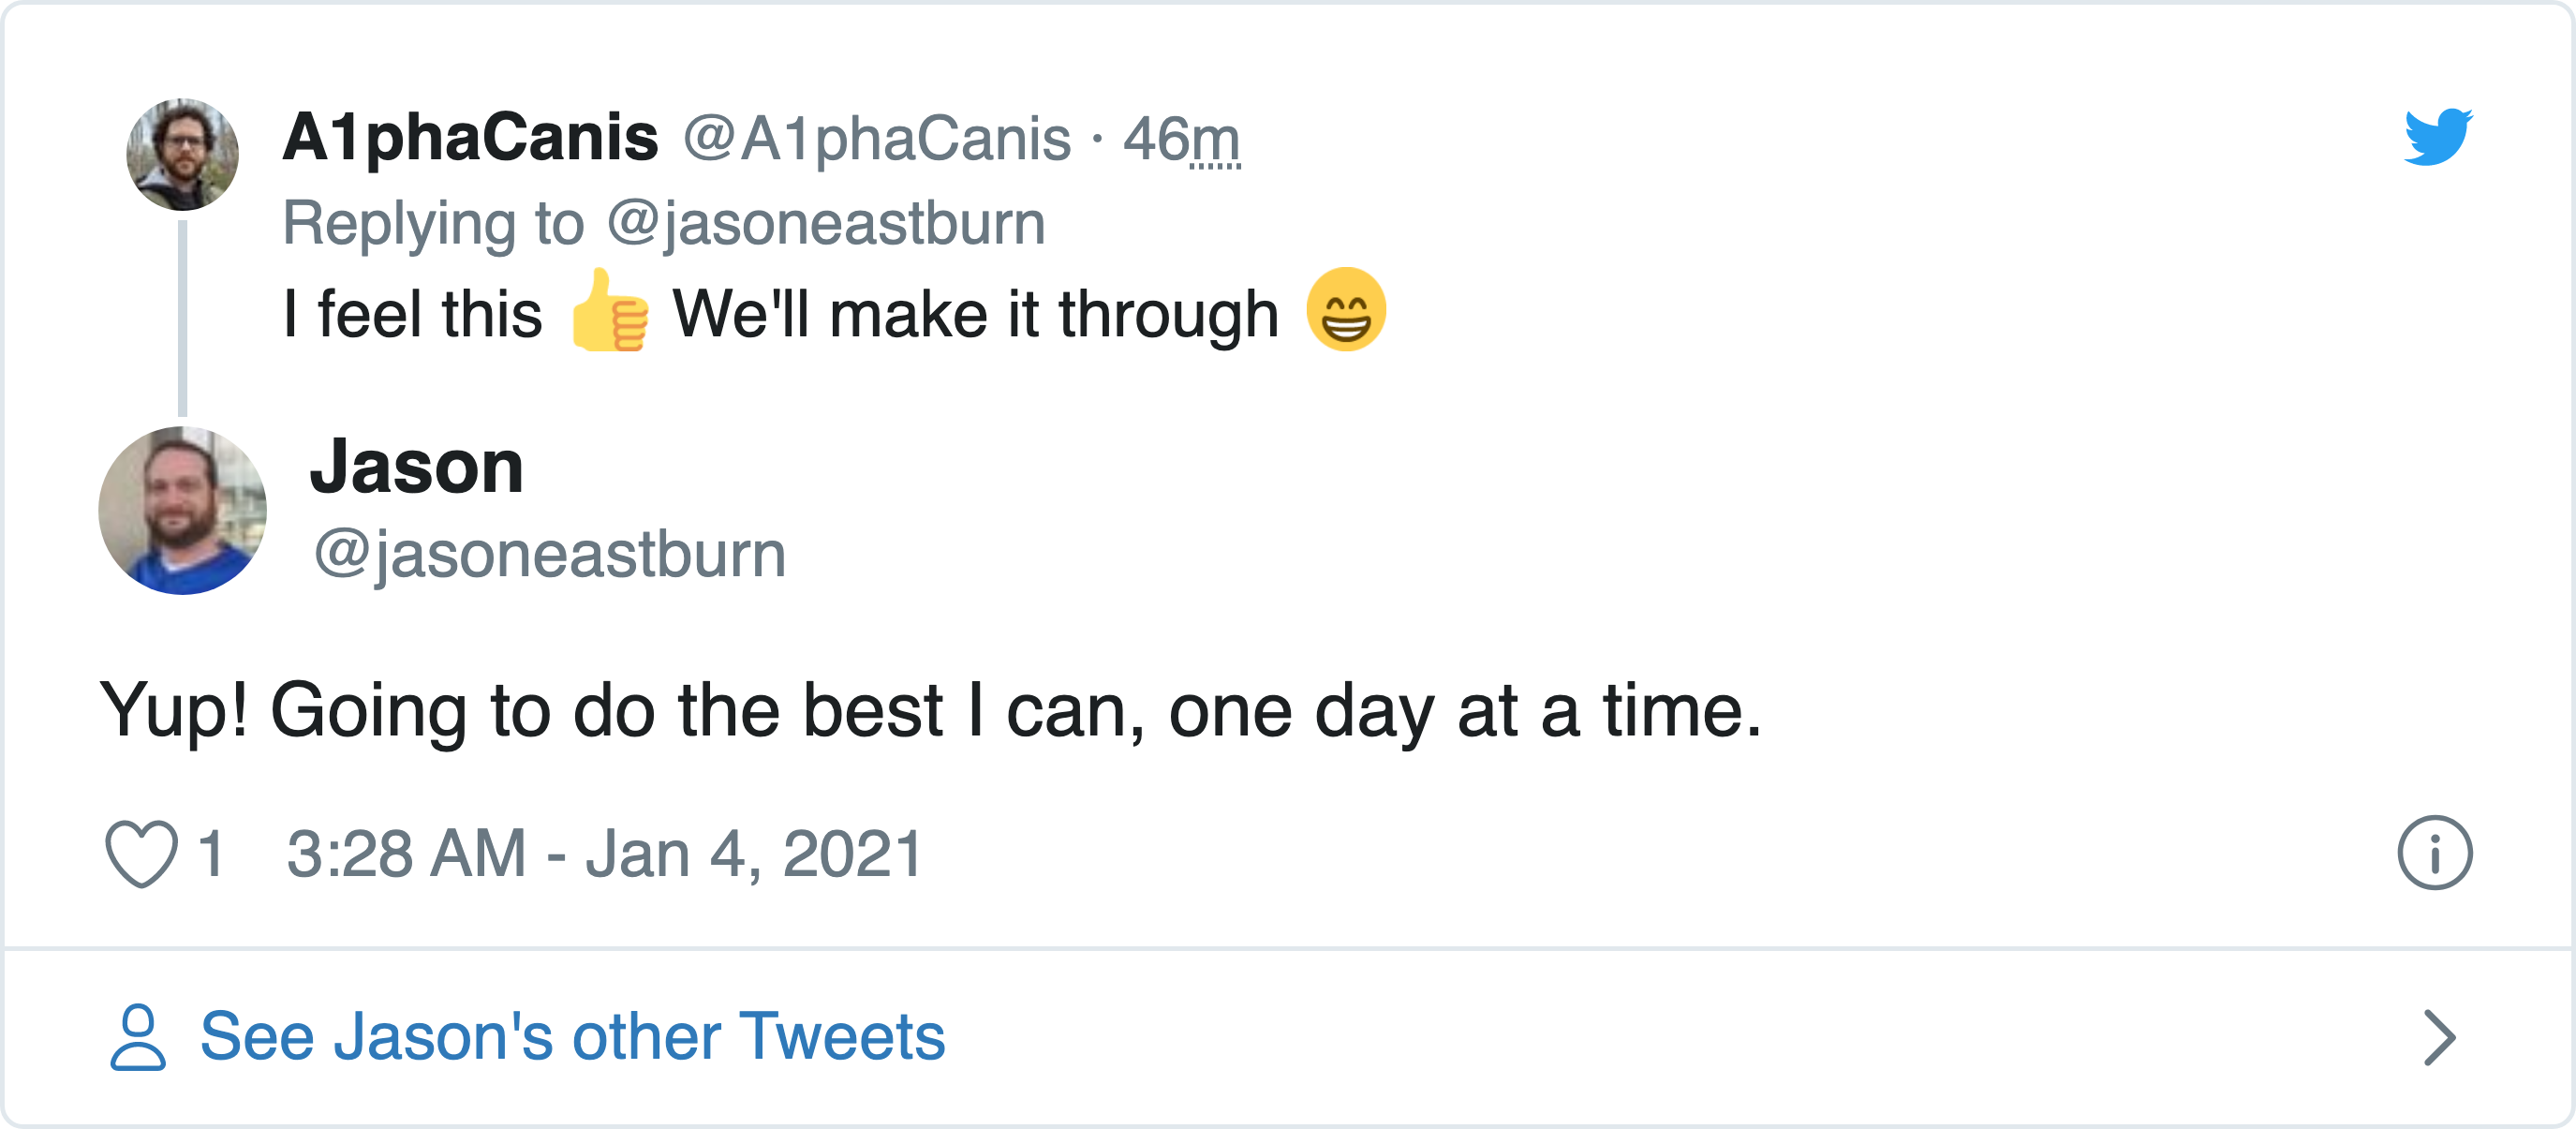 A1phaCanis @A1phaCanis · 46m
Replying to @jasoneastburn
I feel this 👍 We'll make it through 😁
Jason
@jasoneastburn
Yup! Going to do the best I can, one day at a time.
1 3:28 AM - Jan 4, 2021
See Jason's other Tweets